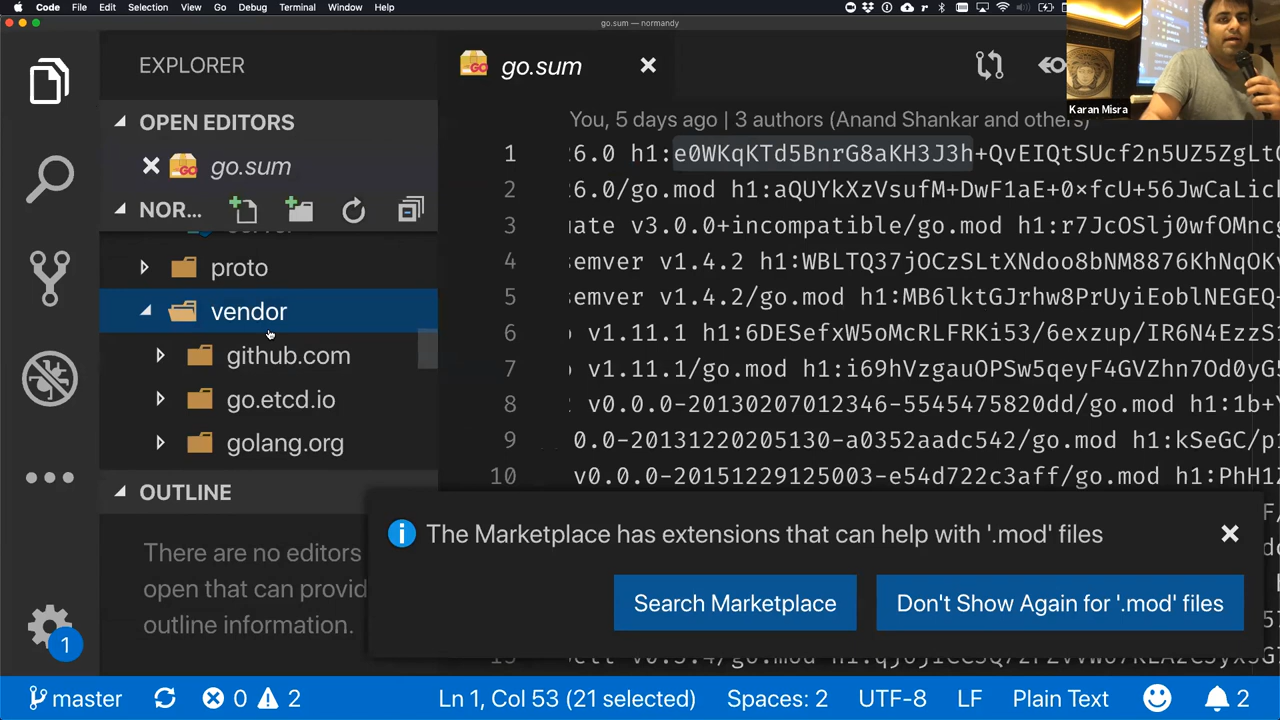 Code File Edit Selection View Go Debug Terminal Window Help
go.sum — normandy
Karan Misra
EXPLORER
go.sum
OPEN EDITORS
You, 5 days ago | 3 authors (Anand Shankar and others)
go.sum
NOR...
proto
vendor
github.com
go.etcd.io
golang.org
OUTLINE
There are no editors
open that can provid
outline information.
1 26.0 h1:e0WKqKTd5BnrG8aKH3J3h+QvEIQtSUcf2n5UZ5ZgLt
2 26.0/go.mod h1:aQUYkXzVsufM+DwF1aE+0×fcU+56JwCaLic
3 uate v3.0.0+incompatible/go.mod h1:r7JcOSlj0wfOMncg
4 semver v1.4.2 h1:WBLTQ37jOCzSLtXNdoo8bNM8876KhNqOK
5 semver v1.4.2/go.mod h1:MB6lktGJrhw8PrUyiEoblNEGEQ
6 v1.11.1 h1:6DESefxW5oMcRLFRKi53/6exzup/IR6N4EzzS
7 v1.11.1/go.mod h1:i69hVzgauOPSw5qeyF4GVZhn7Od0yG5
8 v0.0.0-20130207012346-5545475820dd/go.mod h1:1b+Y
9 0.0-20131220205130-a0352aadc542/go.mod h1:kSeGC/p
10 v0.0.0-20151229125003-e54d722c3aff/go.mod h1:PhH1
The Marketplace has extensions that can help with '.mod' files
Search Marketplace
Don't Show Again for '.mod' files
1
master 0 2 Ln 1, Col 53 (21 selected) Spaces: 2 UTF-8 LF Plain Text 2